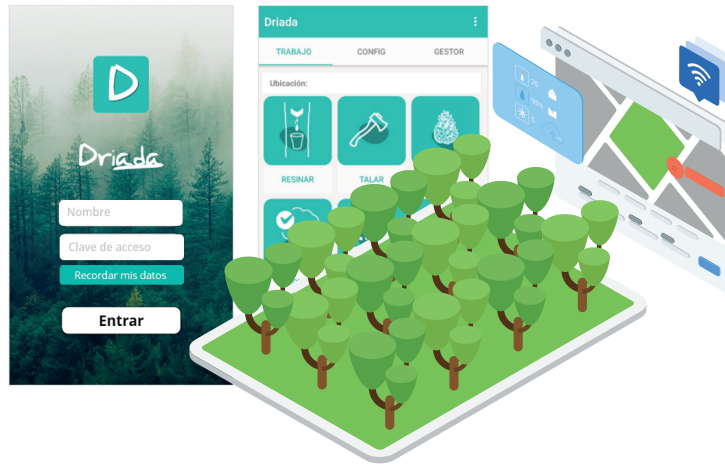 D
Driada
Nombre
Clave de acceso
Recordar mis datos
Entrar
Driada
TRABAJO CONFIG GESTOR
Ubicación:
RESINAR TALAR